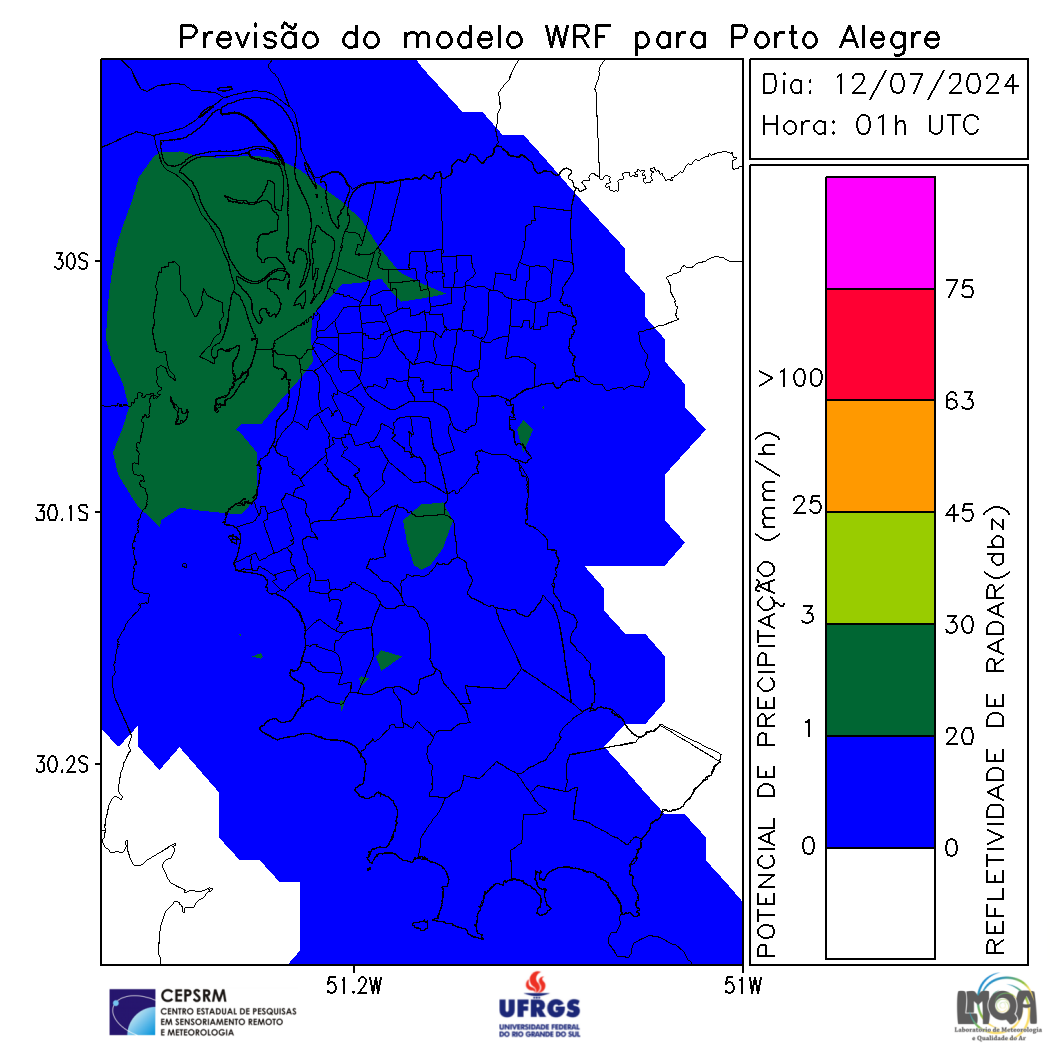 Previsão do modelo WRF para Porto Alegre
Dia: 12/07/2024
Hora: 01h UTC
30S
30.1S
30.2S
51.2W
51W
POTENCIAL DE PRECIPITAÇÃO (mm/h)
>100
25
3
1
0
75
63
45
30
20
0
REFLETIVIDADE DE RADAR(dbz)
CEPSRM
CENTRO ESTADUAL DE PESQUISAS
EM SENSORIAMENTO REMOTO
E METEOROLOGIA
UFRGS
UNIVERSIDADE FEDERAL
DO RIO GRANDE DO SUL
LMQA
Laboratório de Meteorologia
e Qualidade do Ar